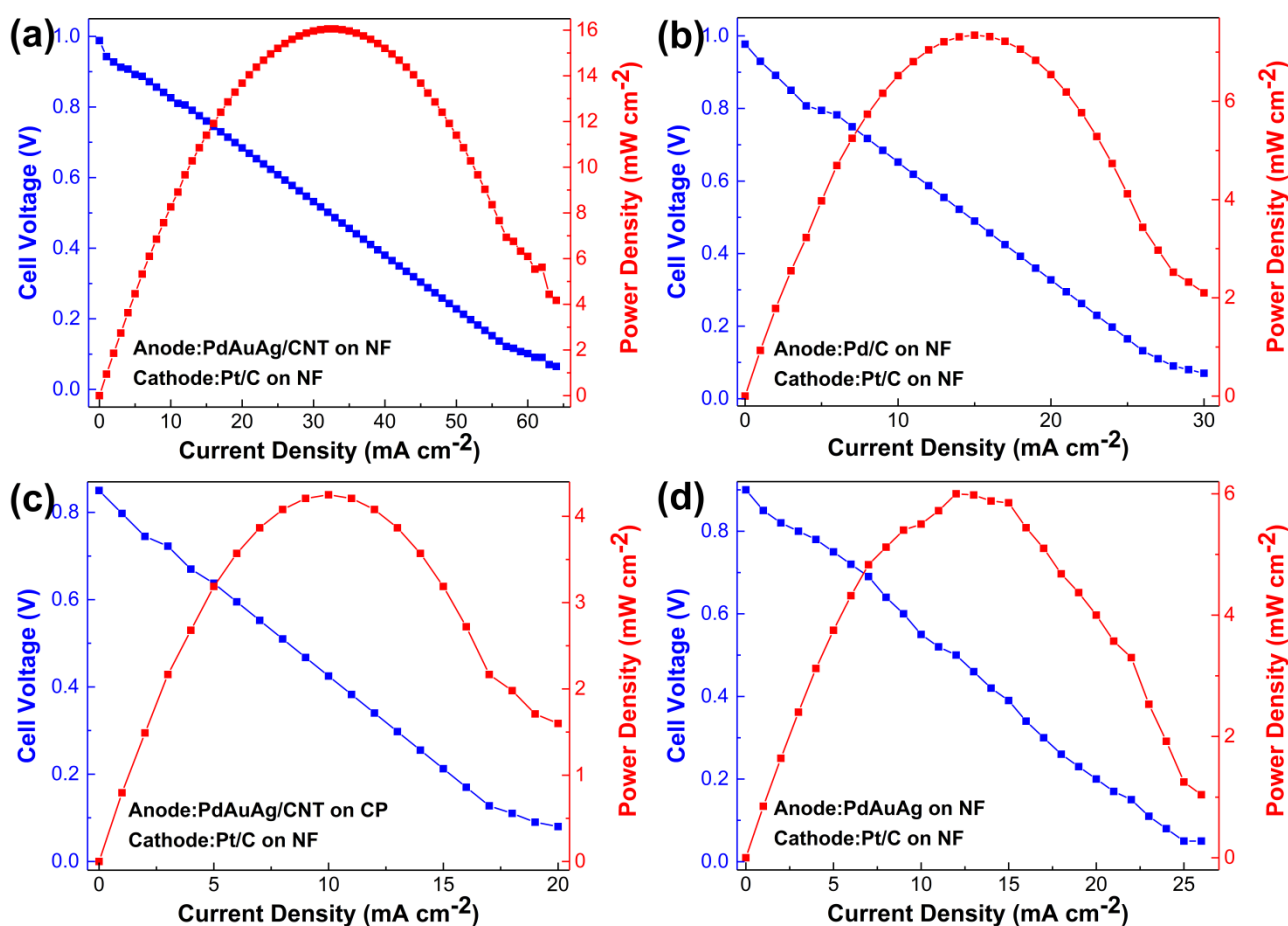 (a)
1.0
0.8
0.6
0.4
0.2
0.0
Cell Voltage (V)
16
14
12
10
8
6
4
2
0
Power Density (mW cm-2)
Anode:PdAuAg/CNT on NF
Cathode:Pt/C on NF
0 10 20 30 40 50 60
Current Density (mA cm-2)
(b)
1.0
0.8
0.6
0.4
0.2
0.0
Cell Voltage (V)
6
4
2
0
Power Density (mW cm-2)
Anode:Pd/C on NF
Cathode:Pt/C on NF
0 10 20 30
Current Density (mA cm-2)
(c)
0.8
0.6
0.4
0.2
0.0
Cell Voltage (V)
4
3
2
1
0
Power Density (mW cm-2)
Anode:PdAuAg/CNT on CP
Cathode:Pt/C on NF
0 5 10 15 20
Current Density (mA cm-2)
(d)
0.8
0.6
0.4
0.2
0.0
Cell Voltage (V)
6
4
2
0
Power Density (mW cm-2)
Anode:PdAuAg on NF
Cathode:Pt/C on NF
0 5 10 15 20 25
Current Density (mA cm-2)